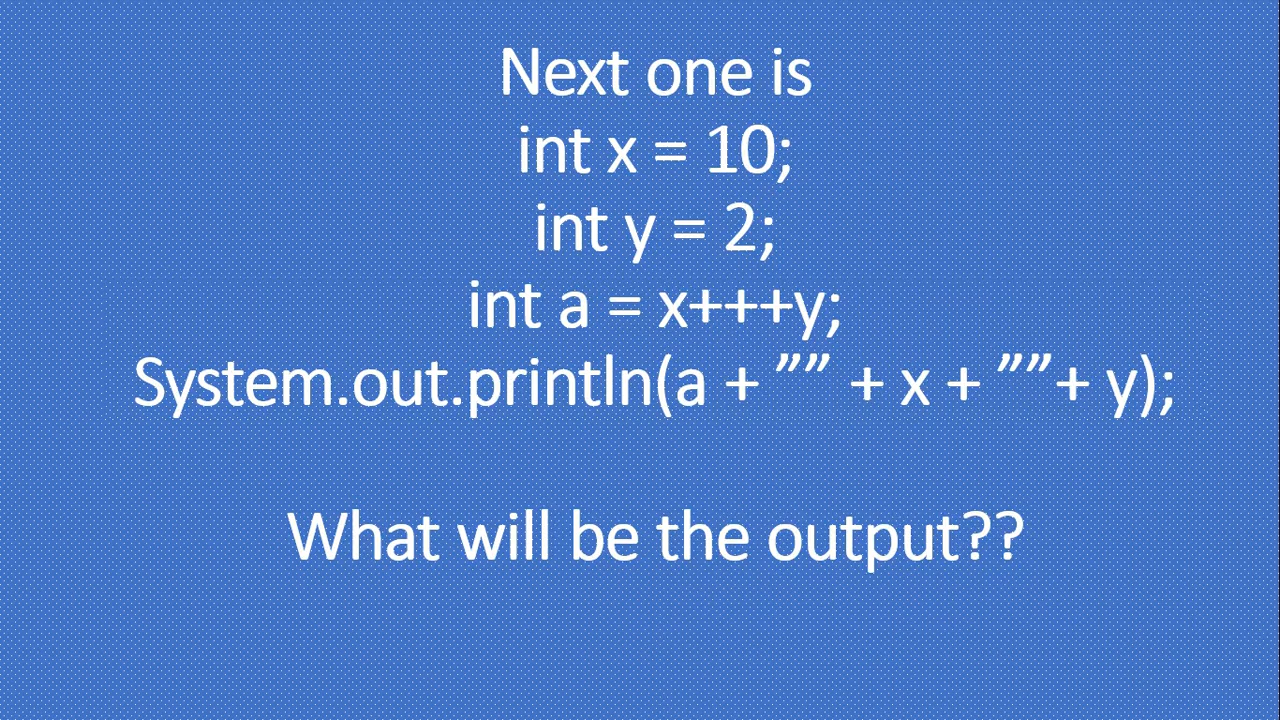 Next one is
int x = 10;
int y = 2;
int a = x+++y;
System.out.println(a + ”” + x + ””+ y);
What will be the output??